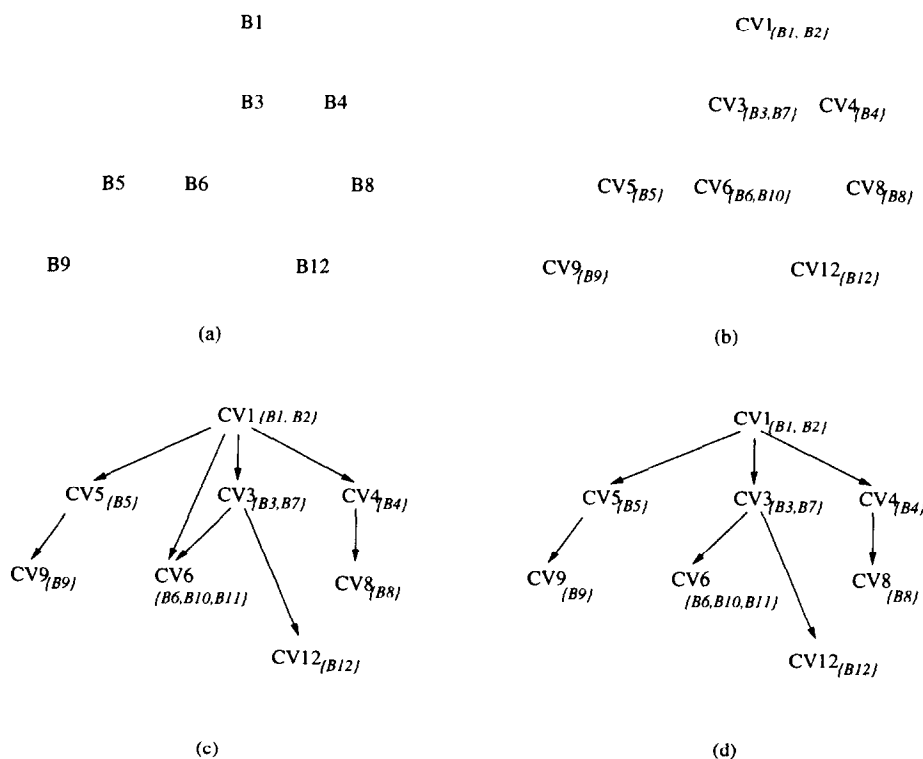 B1
B3 B4
B5 B6 B8
B9 B12
(a)
CV1{B1, B2}
CV3{B3,B7} CV4{B4}
CV5{B5} CV6{B6,B10} CV8{B8}
CV9{B9} CV12{B12}
(b)
CV1{B1, B2}
CV5{B5} CV3{B3,B7} CV4{B4}
CV9{B9} CV6 CV8{B8}
{B6,B10,B11}
CV12{B12}
(c)
CV1{B1, B2}
CV5{B5} CV3{B3,B7} CV4{B4}
CV9{B9} CV6{B6,B10,B11} CV8{B8}
CV12{B12}
(d)